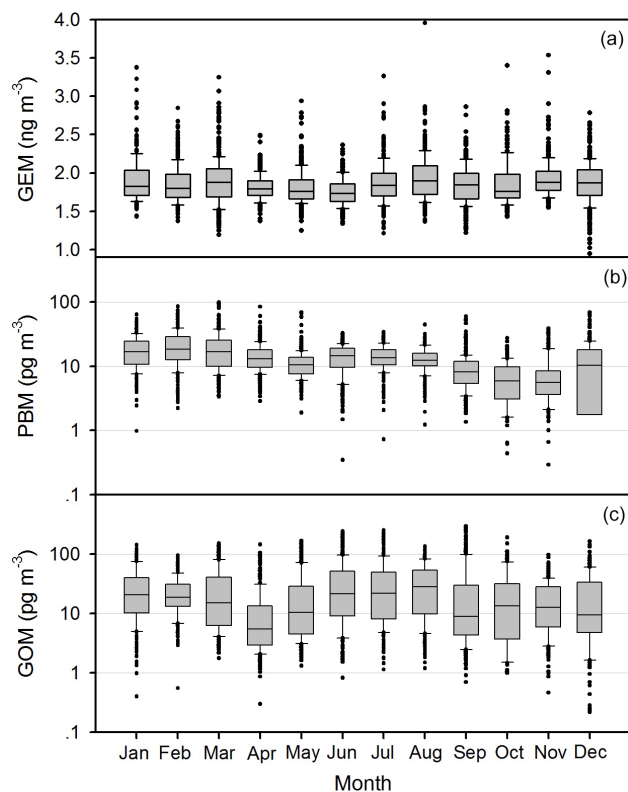 (a)
4.0
3.5
3.0
2.5
2.0
1.5
1.0
GEM (ng m⁻³)
(b)
100
10
1
.1
PBM (pg m⁻³)
(c)
100
10
1
.1
GOM (pg m⁻³)
Jan Feb Mar Apr May Jun Jul Aug Sep Oct Nov Dec
Month